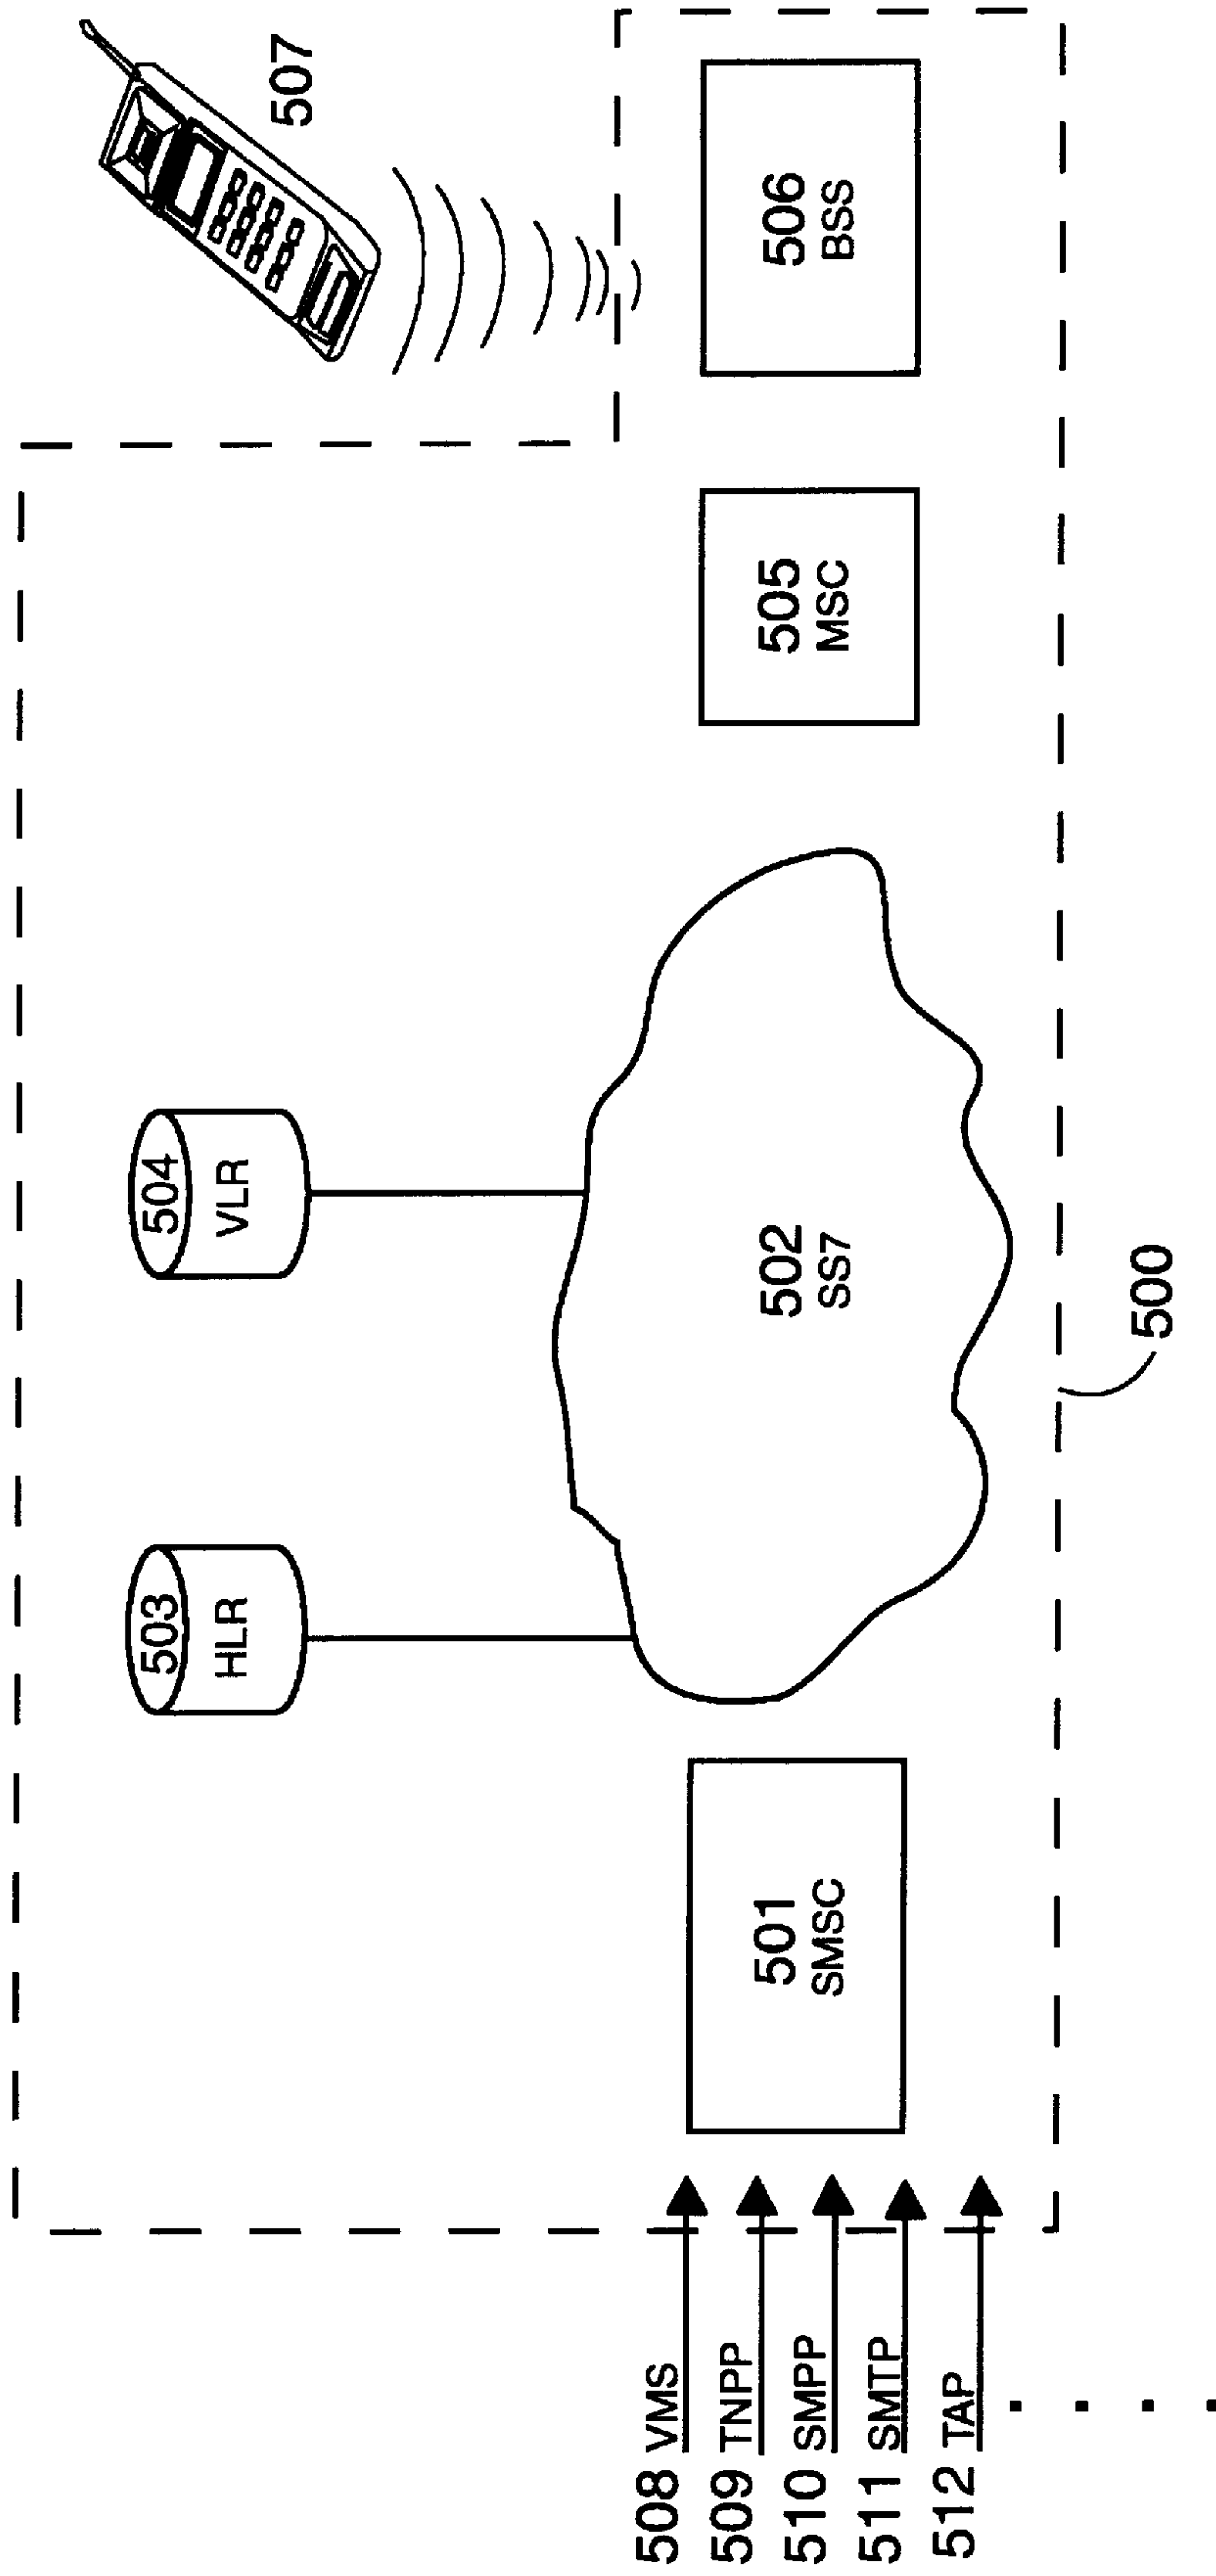 507
503
HLR
504
VLR
501
SMSC
502
SS7
505
MSC
506
BSS
508 VMS
509 TNPP
510 SMPP
511 SMTP
512 TAP
500